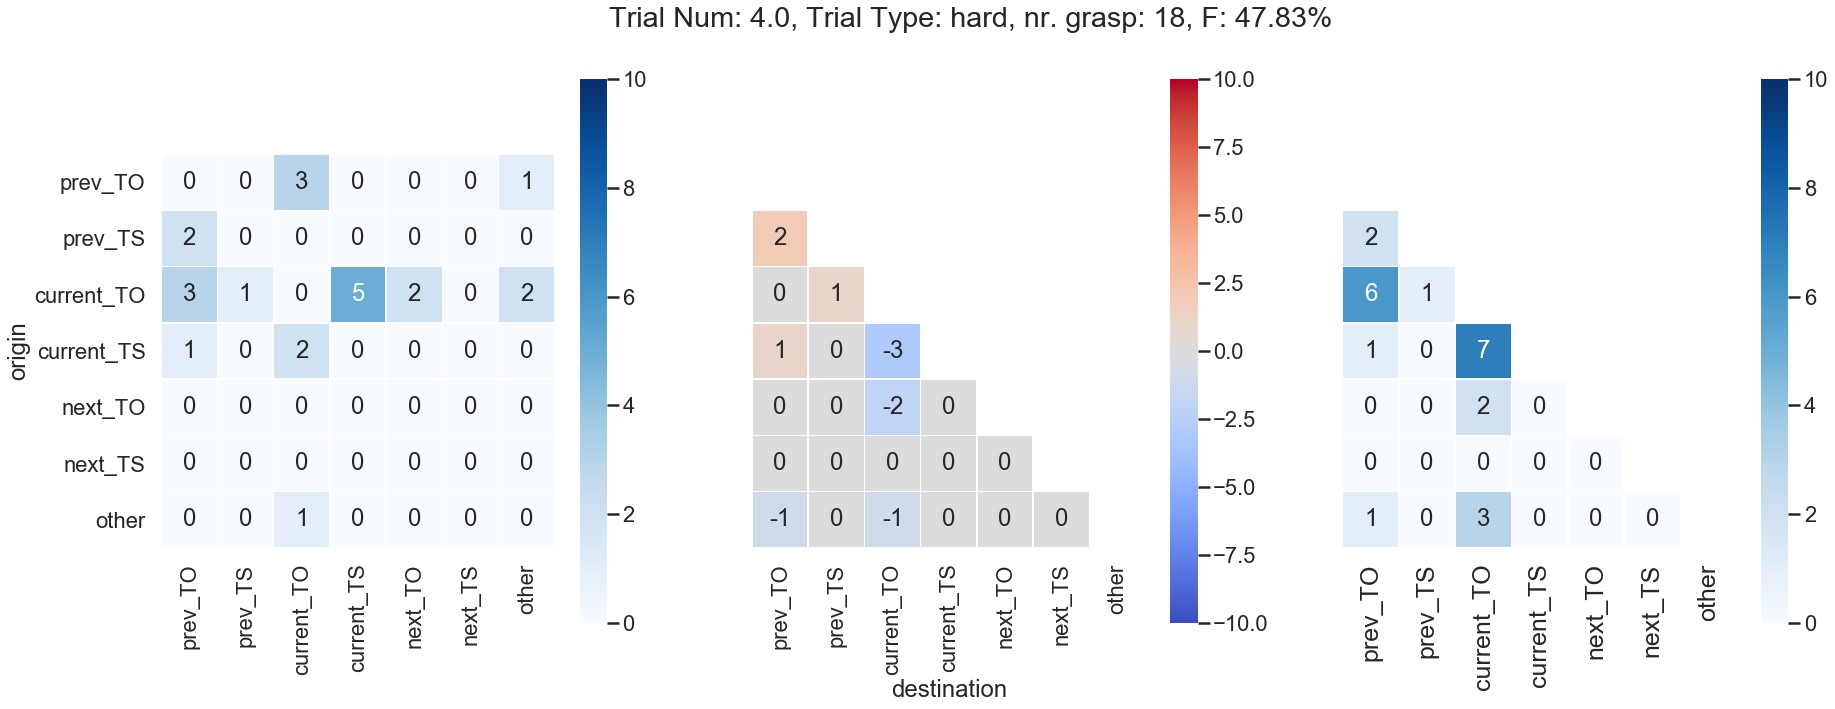 Trial Num: 4.0, Trial Type: hard, nr. grasp: 18, F: 47.83%
origin
prev_TO 0 0 3 0 0 0 1
prev_TS 2 0 0 0 0 0 0
current_TO 3 1 0 5 2 0 2
current_TS 1 0 2 0 0 0 0
next_TO 0 0 0 0 0 0 0
next_TS 0 0 0 0 0 0 0
other 0 0 1 0 0 0 0
prev_TO prev_TS current_TO current_TS next_TO next_TS other
10
8
6
4
2
0
2
0 1
1 0 -3
0 0 -2 0
0 0 0 0 0
-1 0 -1 0 0 0
prev_TO prev_TS current_TO current_TS next_TO next_TS other
destination
10.0
7.5
5.0
2.5
0.0
−2.5
−5.0
−7.5
−10.0
2
6 1
1 0 7
0 0 2 0
0 0 0 0 0
1 0 3 0 0 0
prev_TO prev_TS current_TO current_TS next_TO next_TS other
10
8
6
4
2
0